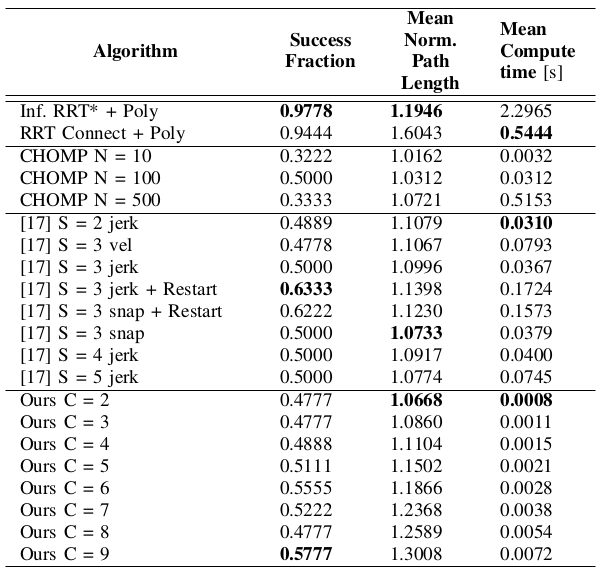 Algorithm Success Fraction Mean Norm. Path Length Mean Compute time [s]
Inf. RRT* + Poly 0.9778 1.1946 2.2965
RRT Connect + Poly 0.9444 1.6043 0.5444
CHOMP N = 10 0.3222 1.0162 0.0032
CHOMP N = 100 0.5000 1.0312 0.0312
CHOMP N = 500 0.3333 1.0721 0.5153
[17] S = 2 jerk 0.4889 1.1079 0.0310
[17] S = 3 vel 0.4778 1.1067 0.0793
[17] S = 3 jerk 0.5000 1.0996 0.0367
[17] S = 3 jerk + Restart 0.6333 1.1398 0.1724
[17] S = 3 snap + Restart 0.6222 1.1230 0.1573
[17] S = 3 snap 0.5000 1.0733 0.0379
[17] S = 4 jerk 0.5000 1.0917 0.0400
[17] S = 5 jerk 0.5000 1.0774 0.0745
Ours C = 2 0.4777 1.0668 0.0008
Ours C = 3 0.4777 1.0860 0.0011
Ours C = 4 0.4888 1.1104 0.0015
Ours C = 5 0.5111 1.1502 0.0021
Ours C = 6 0.5555 1.1866 0.0028
Ours C = 7 0.5222 1.2368 0.0038
Ours C = 8 0.4777 1.2589 0.0054
Ours C = 9 0.5777 1.3008 0.0072